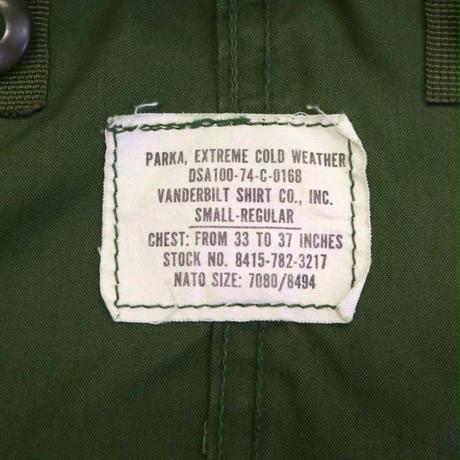 PARKA, EXTREME COLD WEATHER
DSA100-74-C-0168
VANDERBILT SHIRT CO., INC.
SMALL-REGULAR
CHEST: FROM 33 TO 37 INCHES
STOCK NO. 8415-782-3217
NATO SIZE: 7080/8494